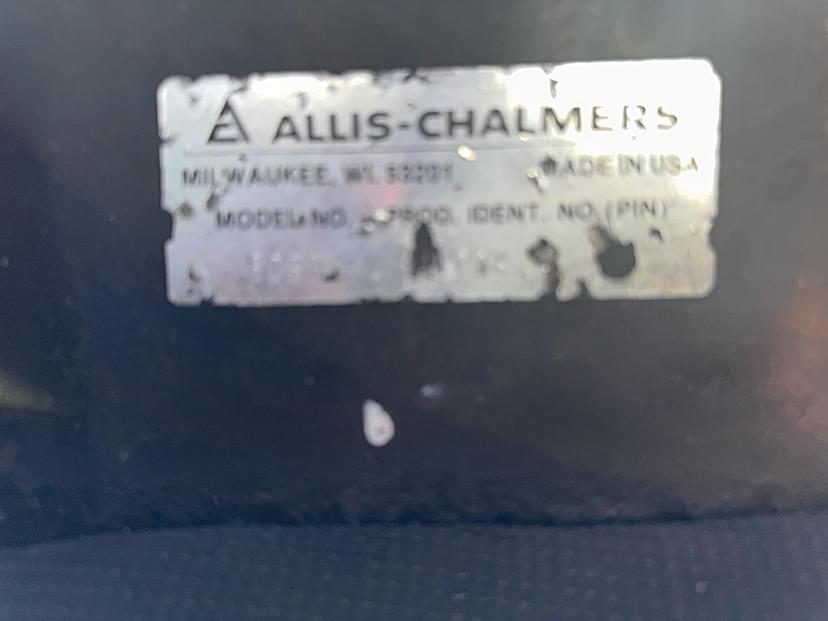 ALLIS-CHALMERS
MILWAUKEE, WI. 53201 MADE IN USA
MODEL NO. PROD. IDENT. NO. (PIN)